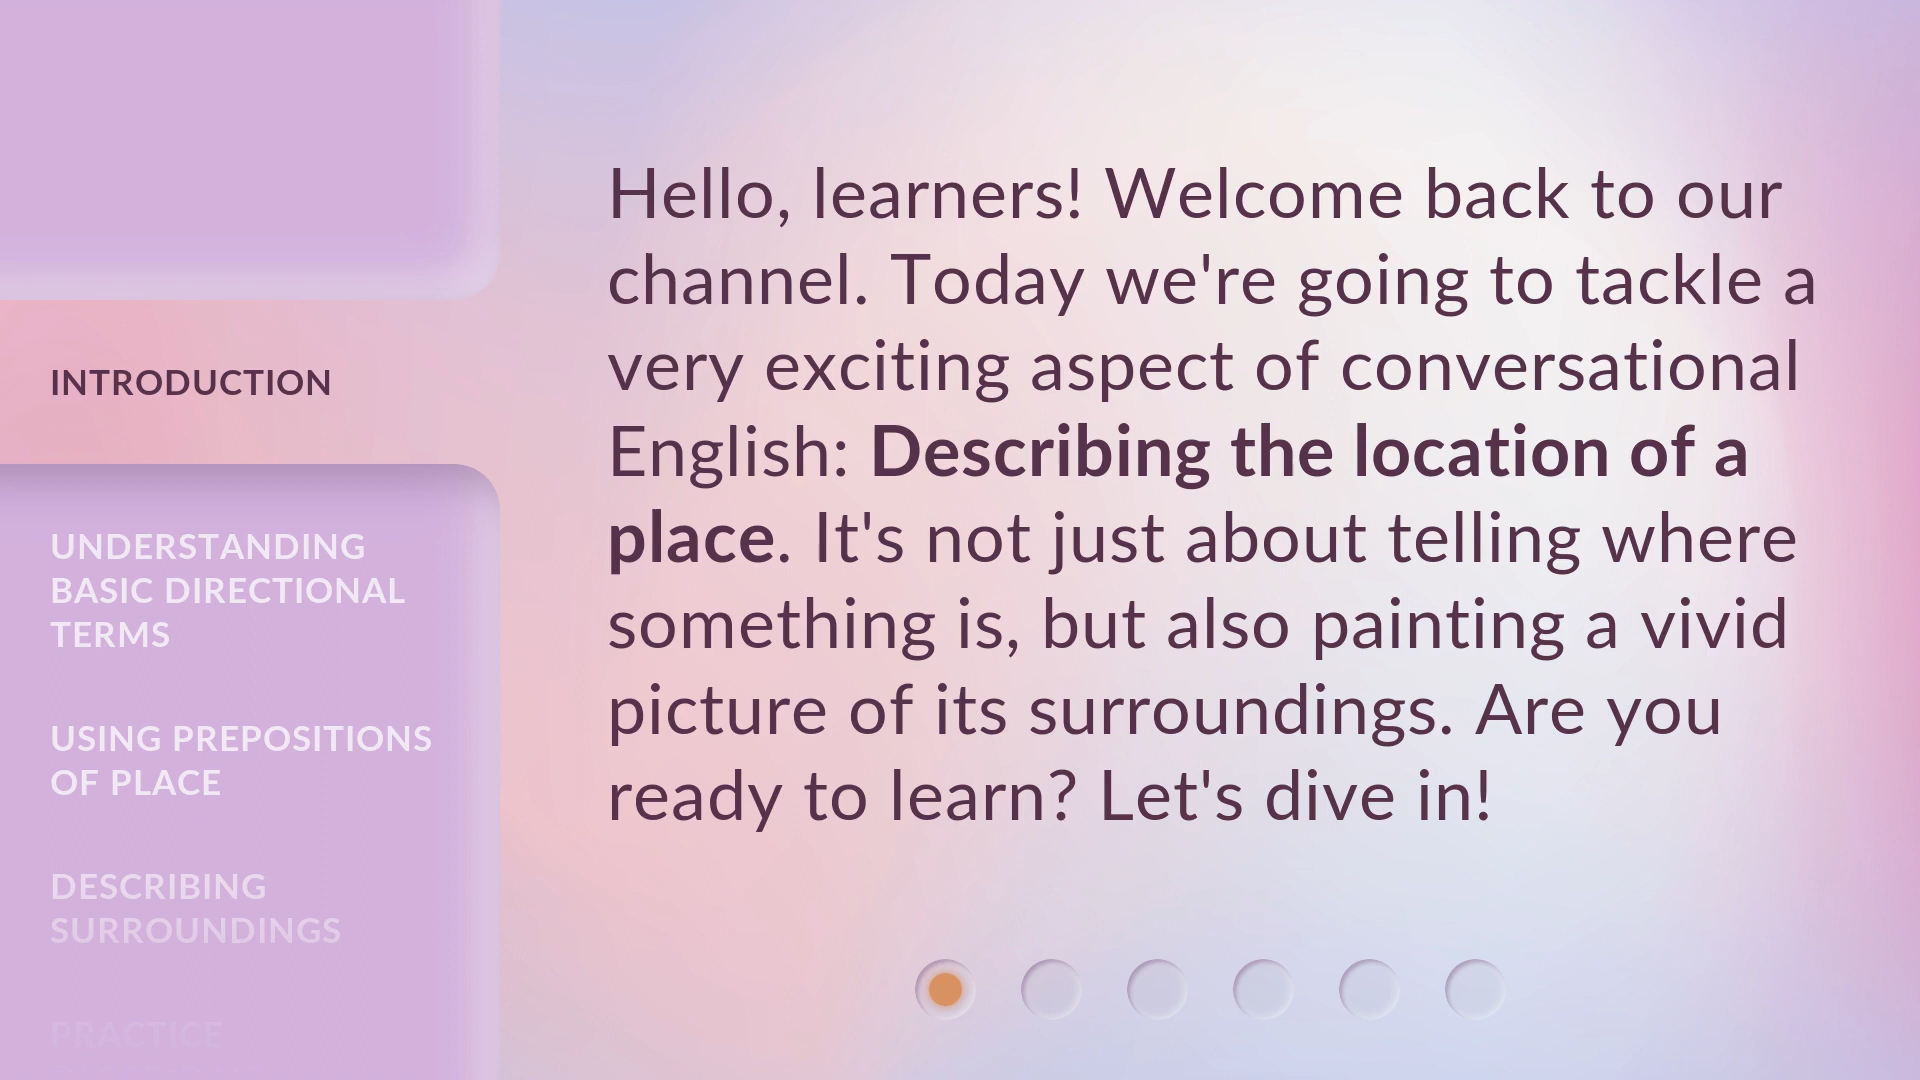 INTRODUCTION
UNDERSTANDING
BASIC DIRECTIONAL
TERMS
USING PREPOSITIONS
OF PLACE
DESCRIBING
SURROUNDINGS
PRACTICE
Hello, learners! Welcome back to our
channel. Today we're going to tackle a
very exciting aspect of conversational
English: Describing the location of a
place. It's not just about telling where
something is, but also painting a vivid
picture of its surroundings. Are you
ready to learn? Let's dive in!